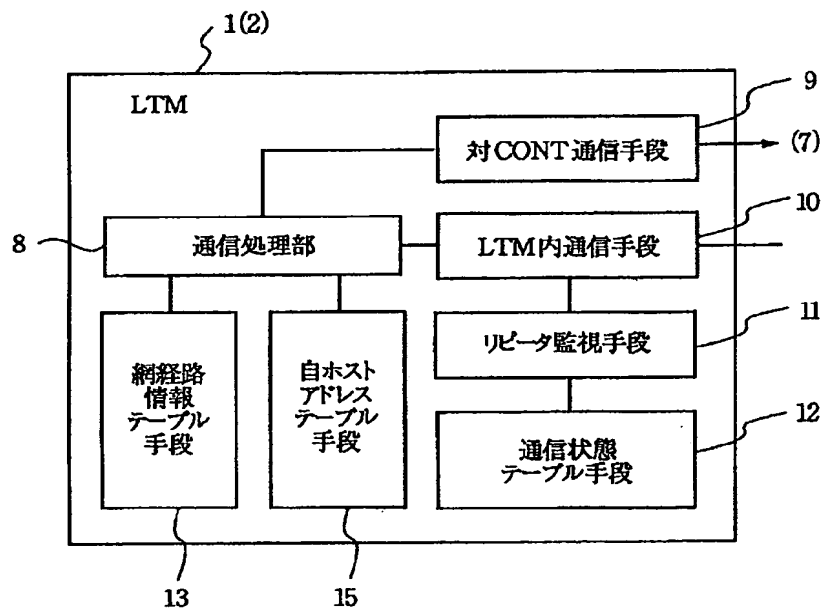 1(2)
LTM
9
対CONT通信手段
(7)
10
8
通信処理部
LTM内通信手段
11
リピータ監視手段
網経路
情報
テーブル
手段
自ホスト
アドレス
テーブル
手段
12
通信状態
テーブル手段
13
15